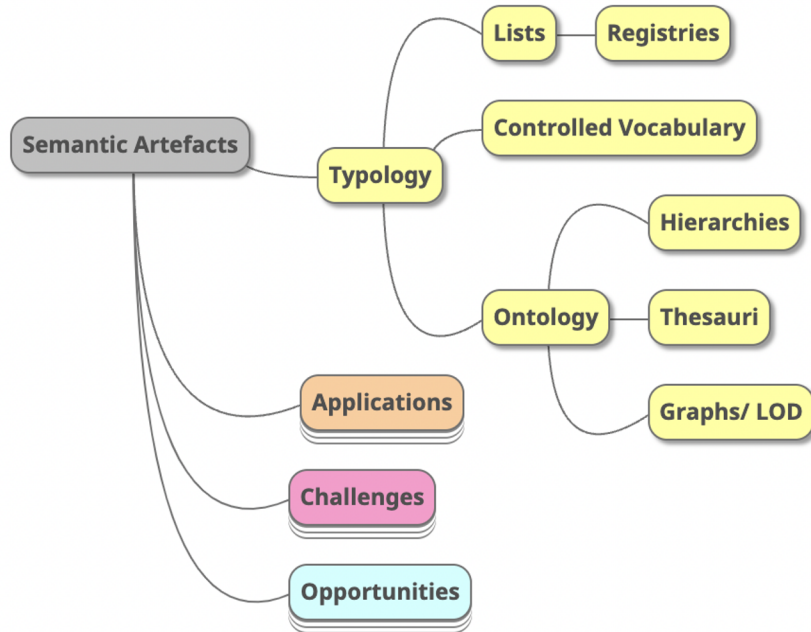 Semantic Artefacts
Typology
Lists
Registries
Controlled Vocabulary
Ontology
Hierarchies
Thesauri
Graphs/ LOD
Applications
Challenges
Opportunities